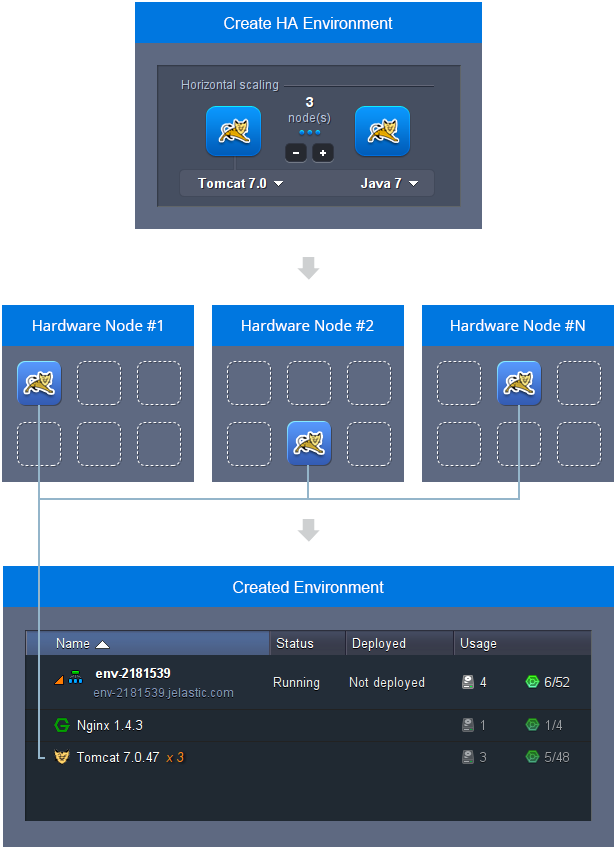 Create HA Environment
Horizontal scaling
3
node(s)
- +
Tomcat 7.0 Java 7
Hardware Node #1 Hardware Node #2 Hardware Node #N
Created Environment
Name Status Deployed Usage
env-2181539
env-2181539.jelastic.com Running Not deployed 4 6/52
Nginx 1.4.3 1 1/4
Tomcat 7.0.47 x 3 3 5/48